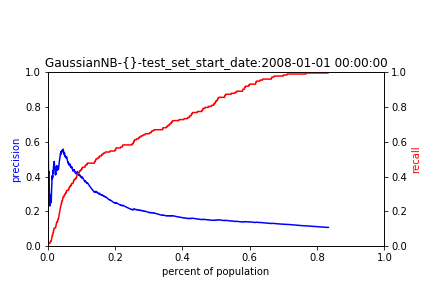 GaussianNB-{}-test_set_start_date:2008-01-01 00:00:00
1.0
0.8
0.6
0.4
0.2
0.0
precision
1.0
0.8
0.6
0.4
0.2
0.0
recall
0.0 0.2 0.4 0.6 0.8 1.0
percent of population